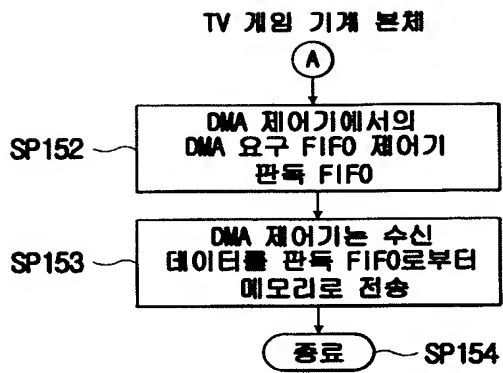 TV 게임 기계 본체
A
SP152
DMA 제어기에서의
DMA 요구 FIFO 제어기
판독 FIFO
SP153
DMA 제어기는 수신
데이터를 판독 FIFO로부터
메모리로 전송
종료
SP154